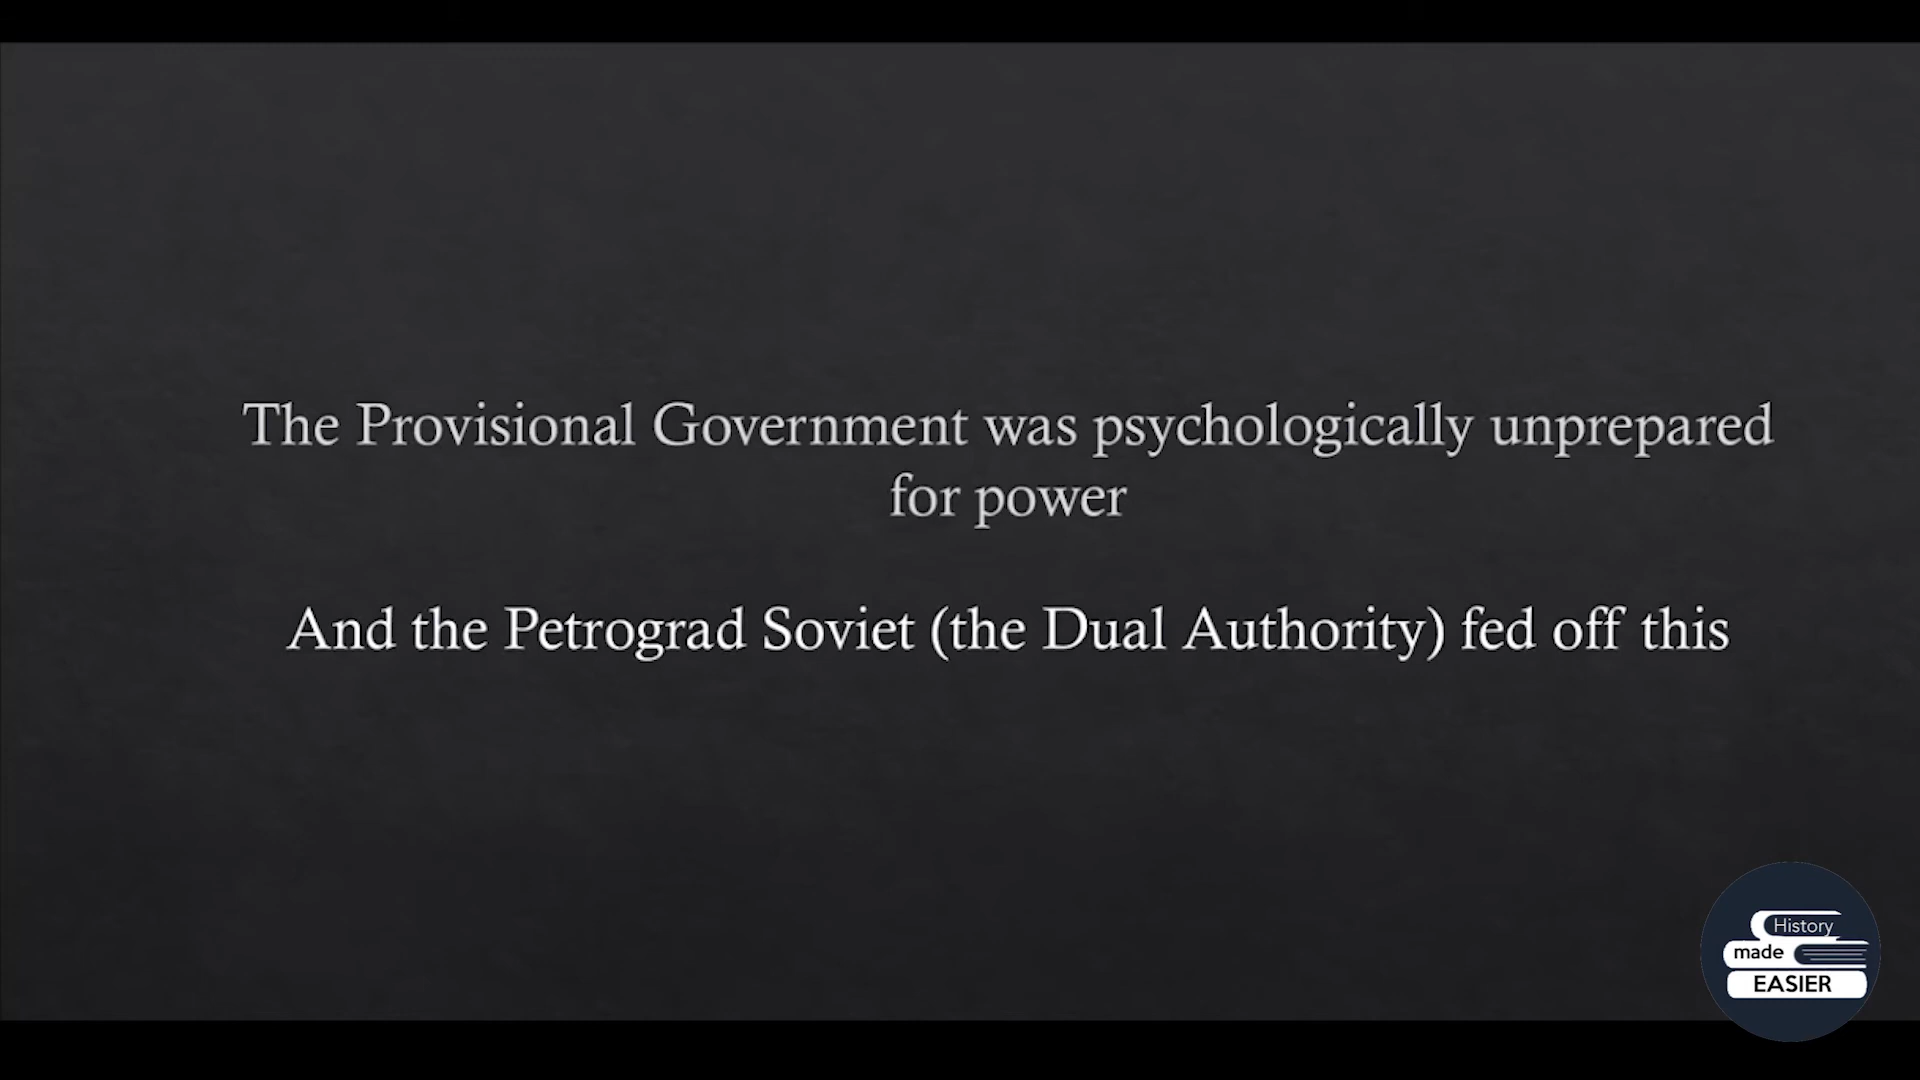 The Provisional Government was psychologically unprepared
for power
And the Petrograd Soviet (the Dual Authority) fed off this
History
made
EASIER